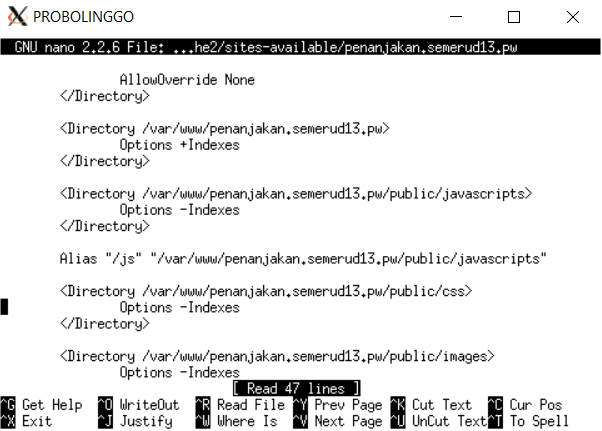 PROBOLINGGO
GNU nano 2.2.6 File: ...he2/sites-available/penanjakan.semerud13.pw
AllowOverride None
</Directory>
<Directory /var/www/penanjakan.semerud13.pw>
Options +Indexes
</Directory>
<Directory /var/www/penanjakan.semerud13.pw/public/javascripts>
Options -Indexes
</Directory>
Alias "/js" "/var/www/penanjakan.semerud13.pw/public/javascripts"
<Directory /var/www/penanjakan.semerud13.pw/public/css>
Options -Indexes
</Directory>
<Directory /var/www/penanjakan.semerud13.pw/public/images>
Options -Indexes
[ Read 47 lines ]
^G Get Help ^O WriteOut ^R Read File ^Y Prev Page ^K Cut Text ^C Cur Pos
^X Exit ^J Justify ^W Where Is ^V Next Page ^U UnCut Text ^T To Spell